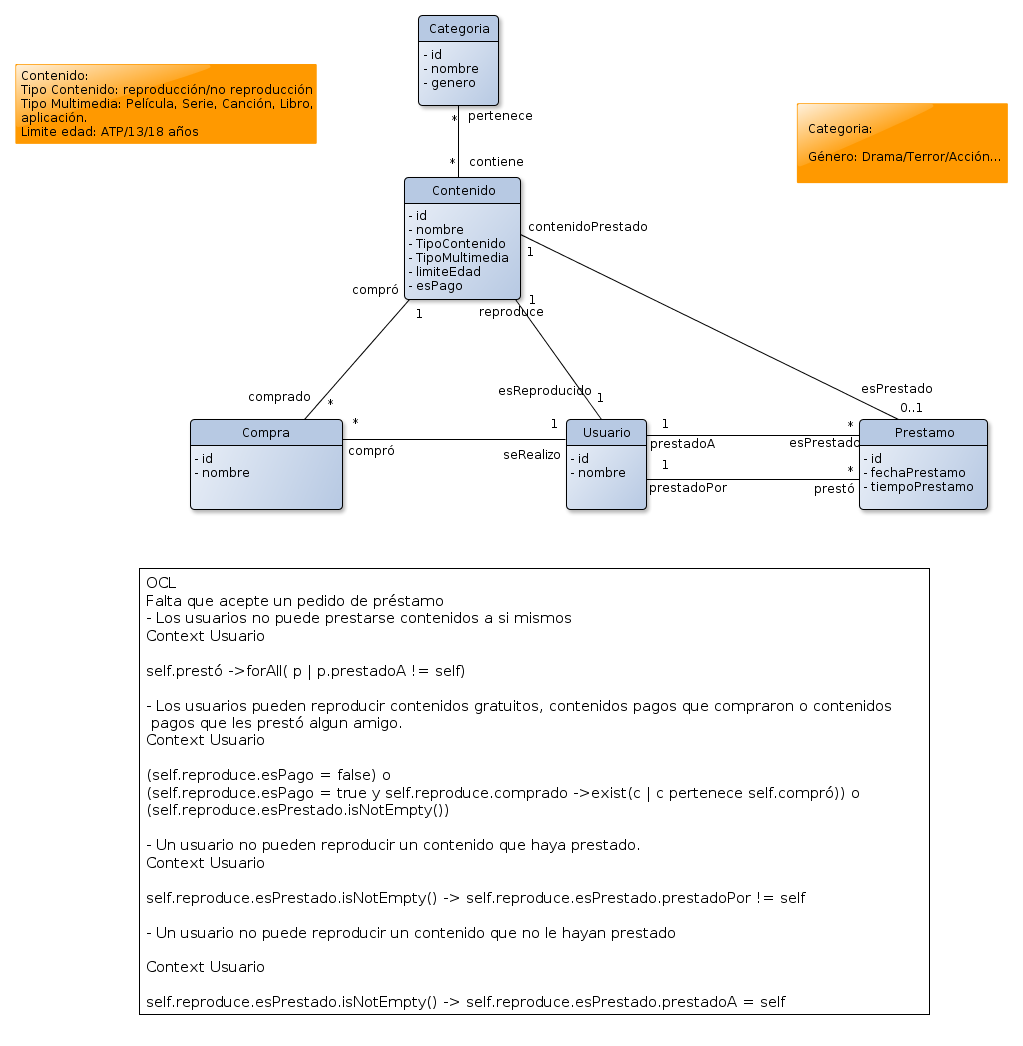 Categoria
- id
- nombre
- genero
Contenido:
Tipo Contenido: reproducción/no reproducción
Tipo Multimedia: Película, Serie, Canción, Libro,
aplicación.
Limite edad: ATP/13/18 años
Categoria:
Género: Drama/Terror/Acción...
* pertenece
* contiene
Contenido
- id
- nombre
- TipoContenido
- TipoMultimedia
- limiteEdad
- esPago
contenidoPrestado
1
compró
1
1
reproduce
comprado
*
esReproducido
1
esPrestado
0..1
Compra
- id
- nombre
*
compró
1
seRealizo
Usuario
- id
- nombre
1
prestadoA
*
esPrestado
1
prestadoPor
*
prestó
Prestamo
- id
- fechaPrestamo
- tiempoPrestamo
OCL
Falta que acepte un pedido de préstamo
- Los usuarios no puede prestarse contenidos a si mismos
Context Usuario
self.prestó ->forAll( p | p.prestadoA != self)
- Los usuarios pueden reproducir contenidos gratuitos, contenidos pagos que compraron o contenidos
pagos que les prestó algun amigo.
Context Usuario
(self.reproduce.esPago = false) o
(self.reproduce.esPago = true y self.reproduce.comprado ->exist(c | c pertenece self.compró)) o
(self.reproduce.esPrestado.isNotEmpty())
- Un usuario no pueden reproducir un contenido que haya prestado.
Context Usuario
self.reproduce.esPrestado.isNotEmpty() -> self.reproduce.esPrestado.prestadoPor != self
- Un usuario no puede reproducir un contenido que no le hayan prestado
Context Usuario
self.reproduce.esPrestado.isNotEmpty() -> self.reproduce.esPrestado.prestadoA = self